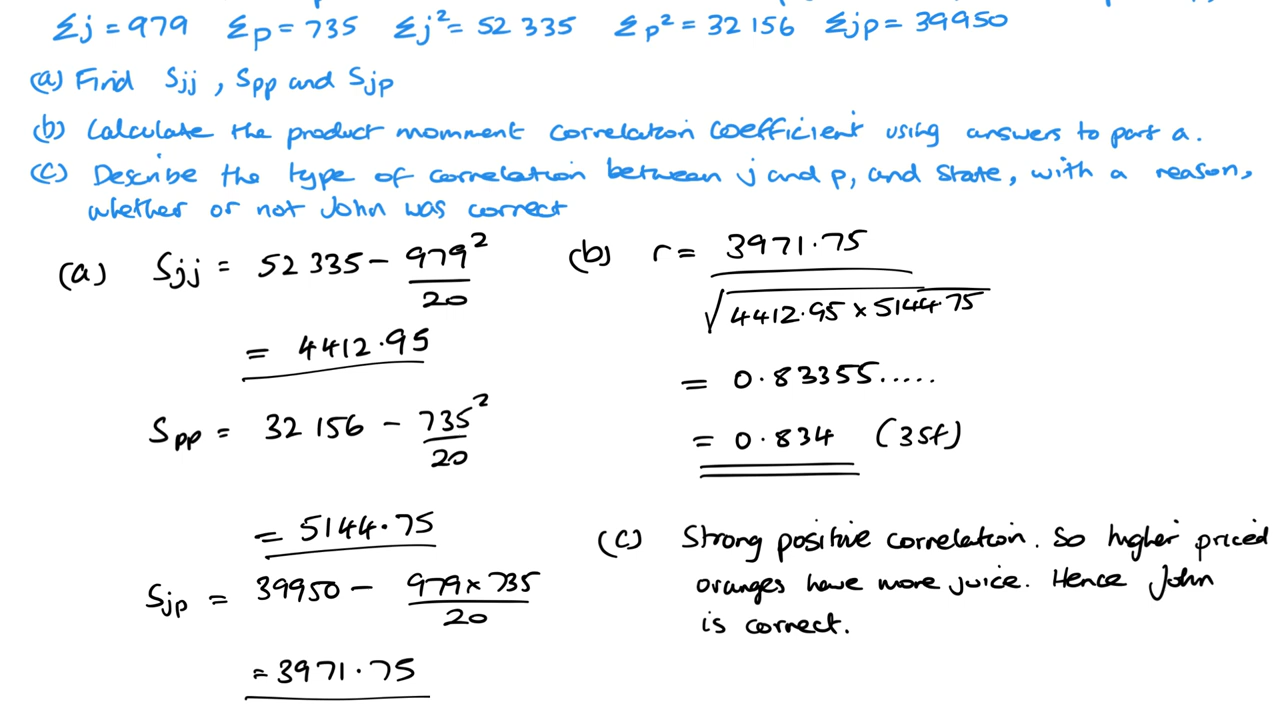 Σj = 979 Σp = 735 Σj² = 52 335 Σp² = 32 156 Σjp = 39950
(a) Find Sjj, Spp and Sjp
(b) Calculate the product momment correlation coefficient using answers to part a.
(c) Describe the type of correlation between j and p, and state, with a reason,
whether or not John was correct
(a) Sjj = 52 335 − 979²/20
= 4412.95
Spp = 32 156 − 735²/20
= 5144.75
Sjp = 39950 − 979 × 735/20
= 3971.75
(b) r = 3971.75/√4412.95 × 5144.75
= 0.83355.....
= 0.834 (3sf)
(c) Strong positive correlation. So higher priced
oranges have more juice. Hence John
is correct.